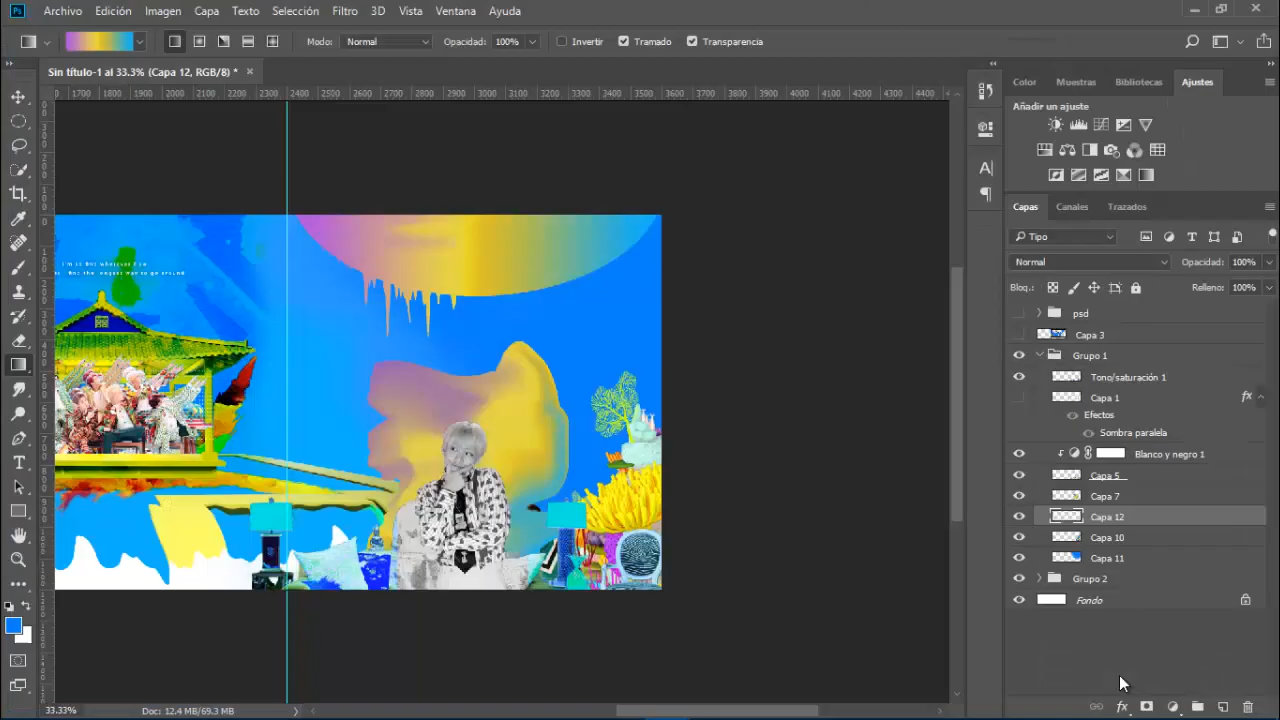 Ps Archivo Edición Imagen Capa Texto Selección Filtro 3D Vista Ventana Ayuda
Modo: Normal Opacidad: 100% Invertir Tramado Transparencia
Sin título-1 al 33.3% (Capa 12, RGB/8) * ×
1700 1800 1900 2000 2100 2200 2300 2400 2500 2600 2700 2800 2900 3000 3100 3200 3300 3400 3500 3600 3700 3800 3900 4000 4100 4200 4300 4400
Color Muestras Bibliotecas Ajustes
Añadir un ajuste
Capas Canales Trazados
Tipo
Normal Opacidad: 100%
Bloq.: Relleno: 100%
psd
Capa 3
Grupo 1
Tono/saturación 1
Capa 1 fx
Efectos
Sombra paralela
Blanco y negro 1
Capa 5
Capa 7
Capa 12
Capa 10
Capa 11
Grupo 2
Fondo
33.33% Doc: 12.4 MB/69.3 MB